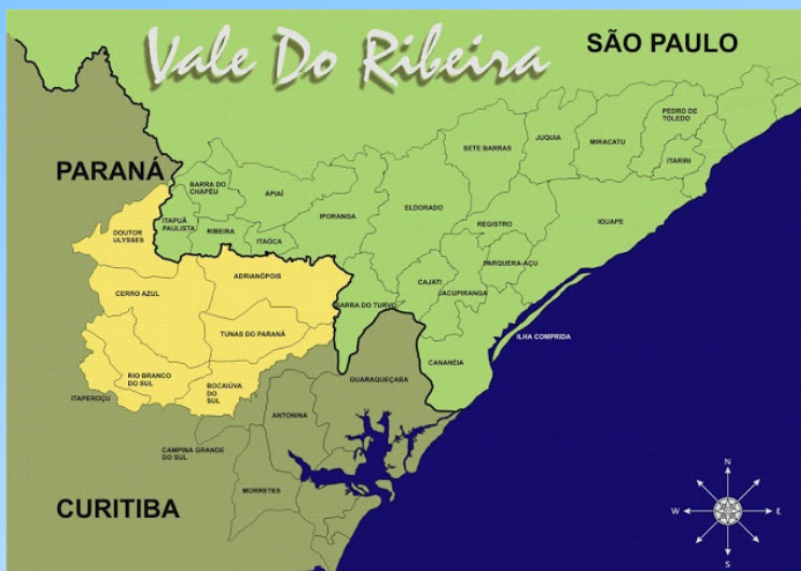 Vale Do Ribeira
SÃO PAULO
PARANÁ
PEDRO DE
TOLEDO
JUQUIA
MIRACATU
SETE BARRAS
ITARIRI
BARRA DO
CHAPÉU
APIAÍ
ELDORADO
IPORANGA
ITAPUÃ
PAULISTA
RIBEIRA
ITAÓCA
REGISTRO
IGUAPE
DOUTOR
ULYSSES
PARQUERA-AÇU
ADRIANÓPOIS
CAJATI
JACUPIRANGA
CERRO AZUL
BARRA DO TURVO
TUNAS DO PARANÁ
ILHA COMPRIDA
CANANÉIA
RIO BRANCO
DO SUL
BOCAIÚVA
DO
SUL
GUARAQUEÇABA
ITAPEROÇU
ANTONINA
CAMPINA GRANDE
DO SUL
MORRETES
CURITIBA
N
W
E
S